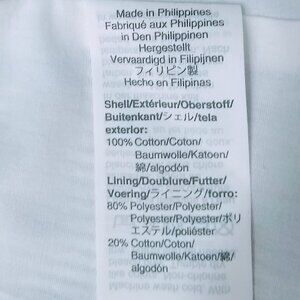 Made in Philippines
Fabriqué aux Philippines
in Den Philippinen
Hergestellt
Vervaardigd in Filipijnen
フィリピン製
Hecho en Filipinas
Shell/Extérieur/Oberstoff/
Buitenkant/シェル/tela
exterior:
100% Cotton/Coton/
Baumwolle/Katoen/
綿/algodón
Lining/Doublure/Futter/
Voering/ライニング/forro:
80% Polyester/Polyester/
Polyester/Polyester/ポリ
エステル/poliéster
20% Cotton/Coton/
Baumwolle/Katoen/綿/
algodón